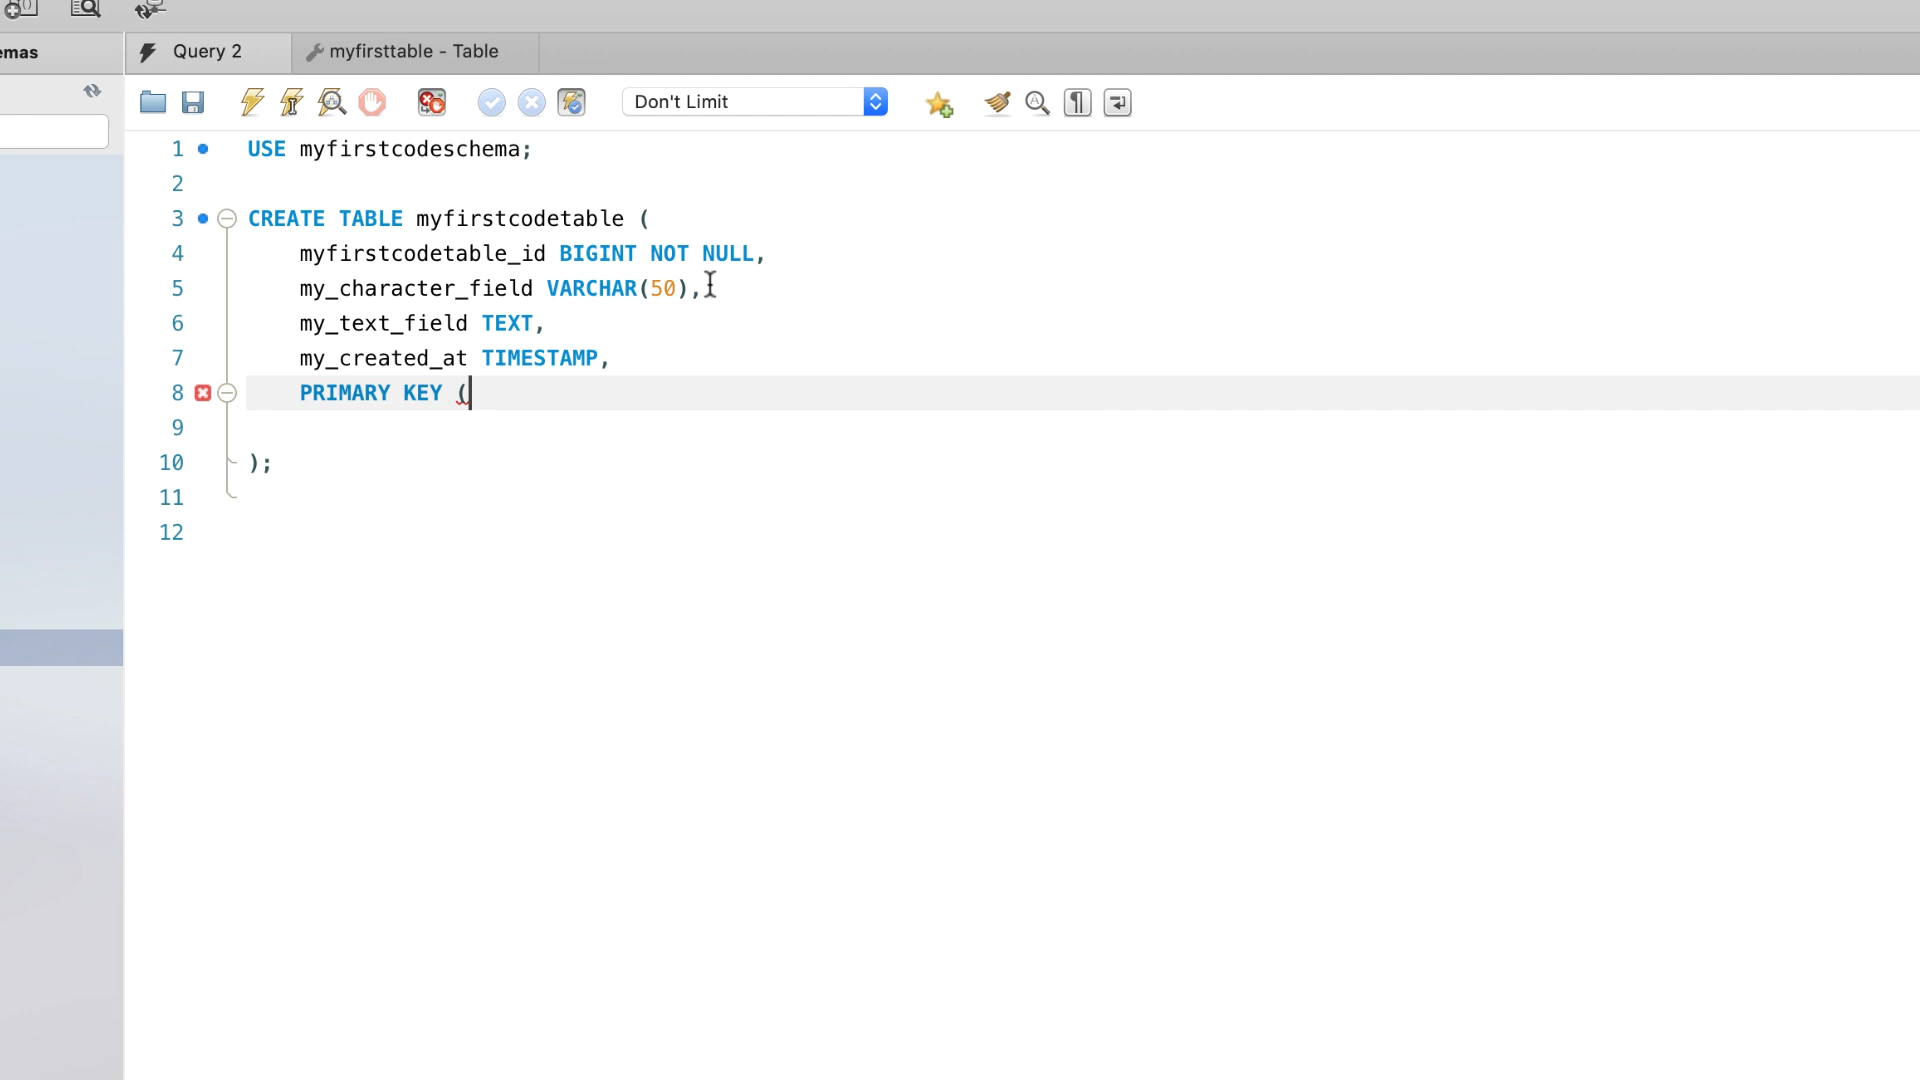 emas
Query 2
myfirsttable - Table
Don't Limit
1 USE myfirstcodeschema;
2
3 CREATE TABLE myfirstcodetable (
4 myfirstcodetable_id BIGINT NOT NULL,
5 my_character_field VARCHAR(50),
6 my_text_field TEXT,
7 my_created_at TIMESTAMP,
8 PRIMARY KEY (
9
10 );
11
12